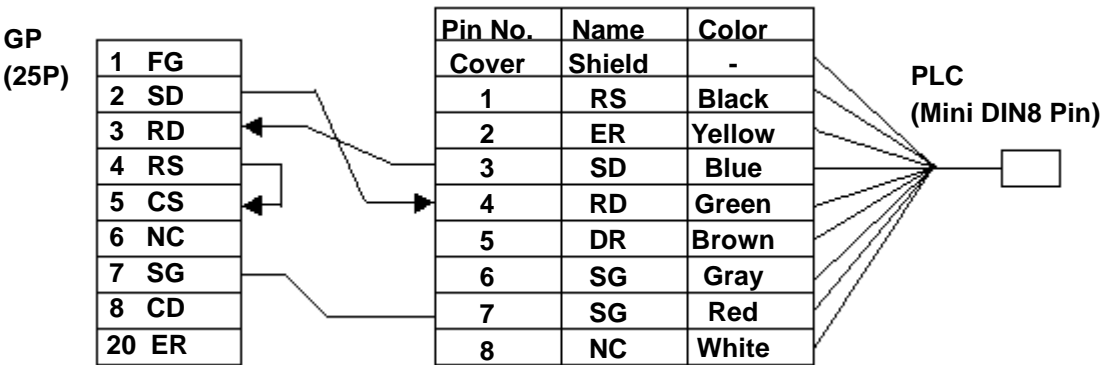 GP
(25P)
1 FG
2 SD
3 RD
4 RS
5 CS
6 NC
7 SG
8 CD
20 ER
Pin No. Name Color
Cover Shield -
1 RS Black
2 ER Yellow
3 SD Blue
4 RD Green
5 DR Brown
6 SG Gray
7 SG Red
8 NC White
PLC
(Mini DIN8 Pin)